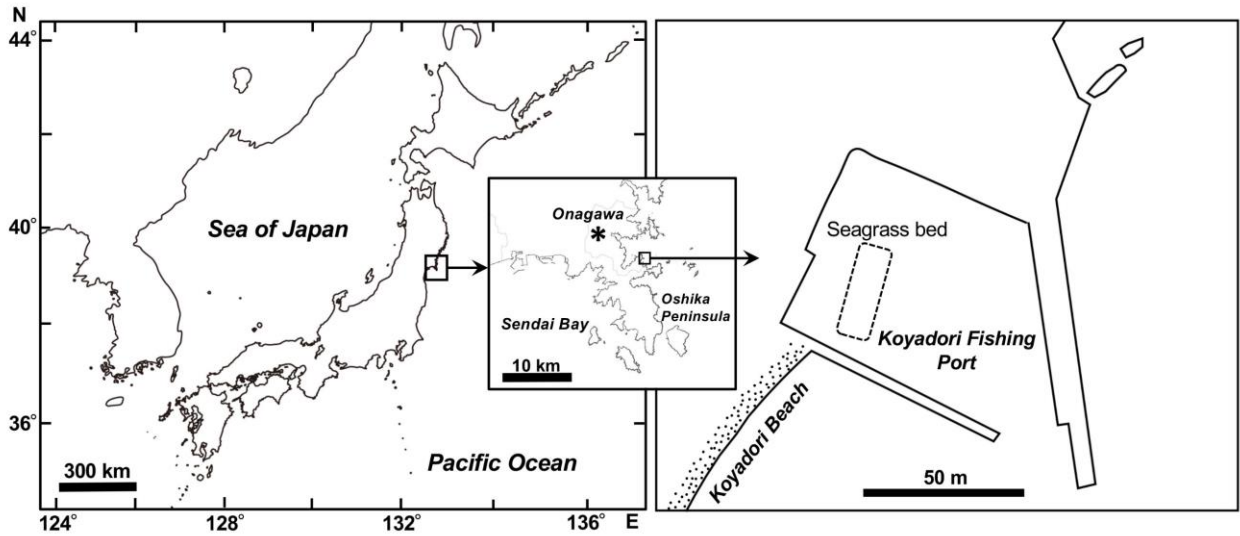 N
44°
40°
36°
Sea of Japan
Pacific Ocean
300 km
124°
128°
132°
136°
E
Onagawa
*
Oshika
Peninsula
Sendai Bay
10 km
Seagrass bed
Koyadori Fishing
Port
Koyadori Beach
50 m